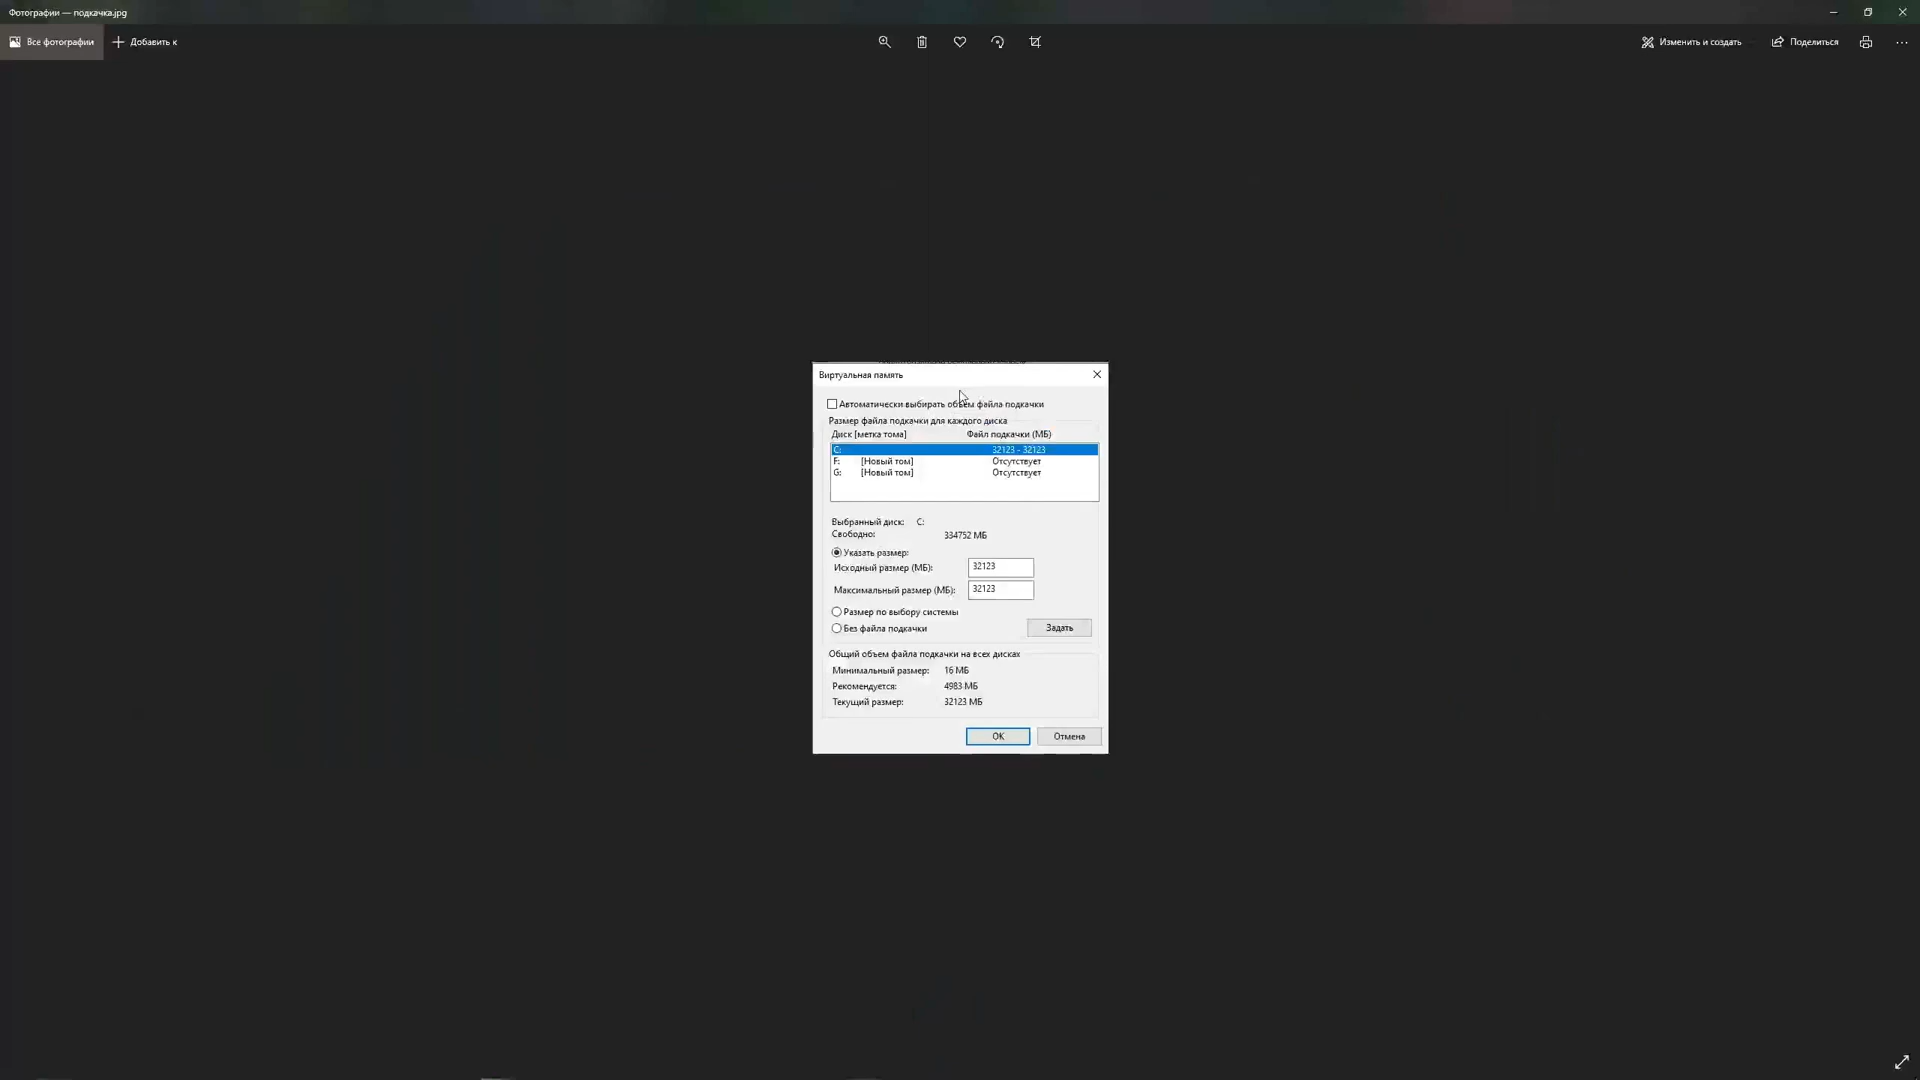 Фотографии — подкачка.jpg
Все фотографии
Добавить к
Изменить и создать
Поделиться
Виртуальная память
Автоматически выбирать объем файла подкачки
Размер файла подкачки для каждого диска
Диск [метка тома] Файл подкачки (МБ)
C: 32123 - 32123
F: [Новый том] Отсутствует
G: [Новый том] Отсутствует
Выбранный диск: C:
Свободно: 334752 МБ
Указать размер:
Исходный размер (МБ): 32123
Максимальный размер (МБ): 32123
Размер по выбору системы
Без файла подкачки
Задать
Общий объем файла подкачки на всех дисках
Минимальный размер: 16 МБ
Рекомендуется: 4983 МБ
Текущий размер: 32123 МБ
ОК Отмена